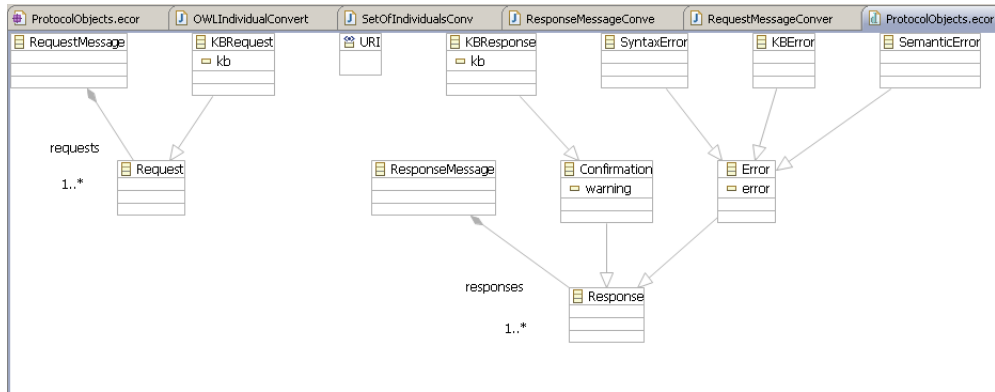 ProtocolObjects.ecor OWLIndividualConvert SetOfIndividualsConv ResponseMessageConve RequestMessageConver ProtocolObjects.ecor
RequestMessage KBRequest URI KBResponse SyntaxError KBError SemanticError
kb kb
requests
Request ResponseMessage Confirmation Error
1..* warning error
responses Response
1..*